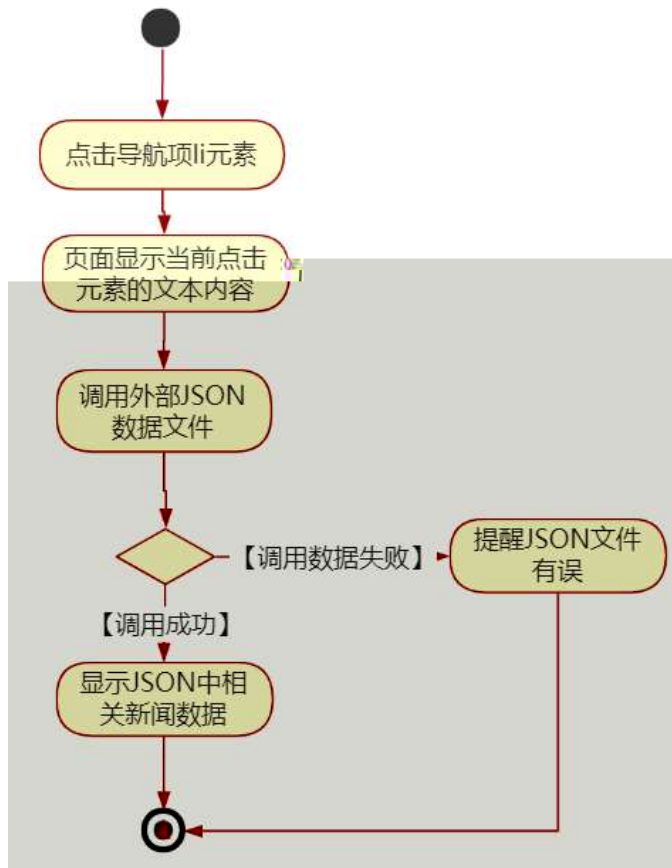 点击导航项li元素
页面显示当前点击
元素的文本内容
调用外部JSON
数据文件
【调用数据失败】
提醒JSON文件
有误
【调用成功】
显示JSON中相
关新闻数据